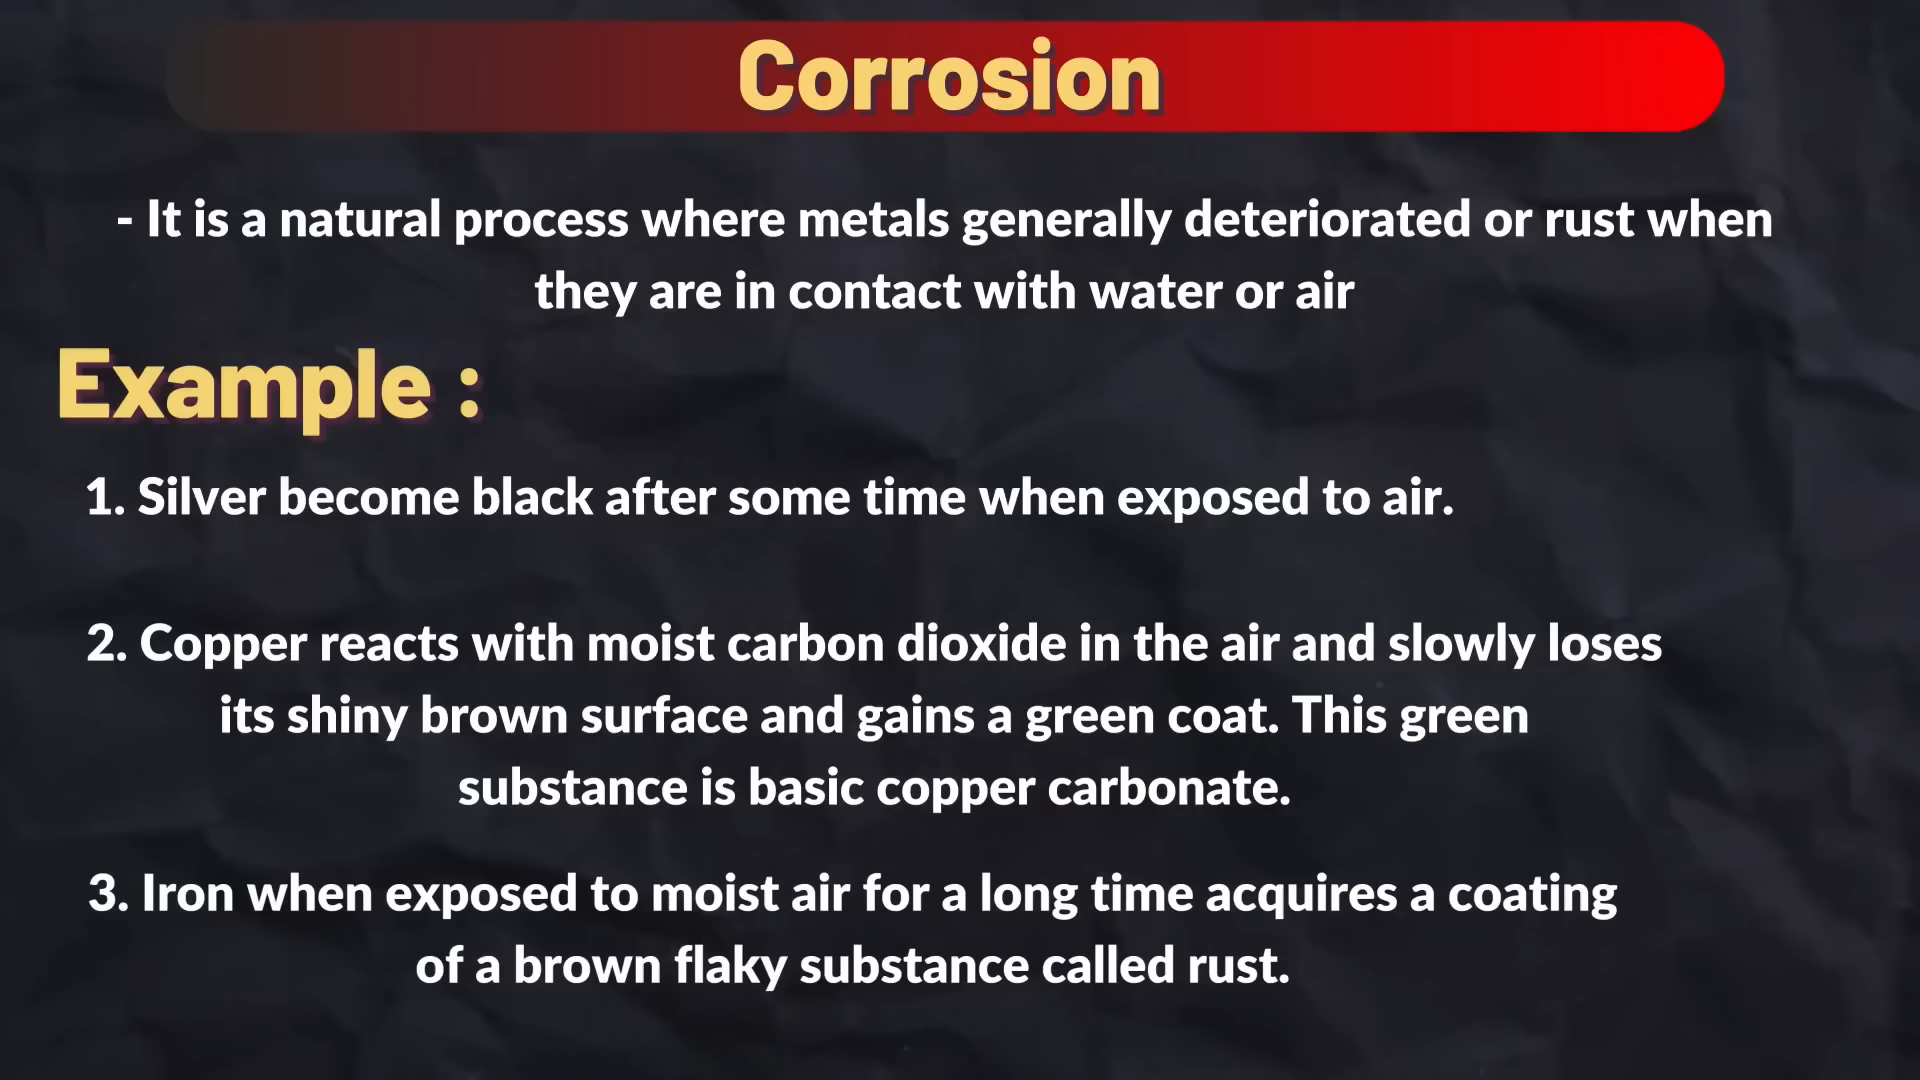 Corrosion
- It is a natural process where metals generally deteriorated or rust when
they are in contact with water or air
Example :
1. Silver become black after some time when exposed to air.
2. Copper reacts with moist carbon dioxide in the air and slowly loses
its shiny brown surface and gains a green coat. This green
substance is basic copper carbonate.
3. Iron when exposed to moist air for a long time acquires a coating
of a brown flaky substance called rust.